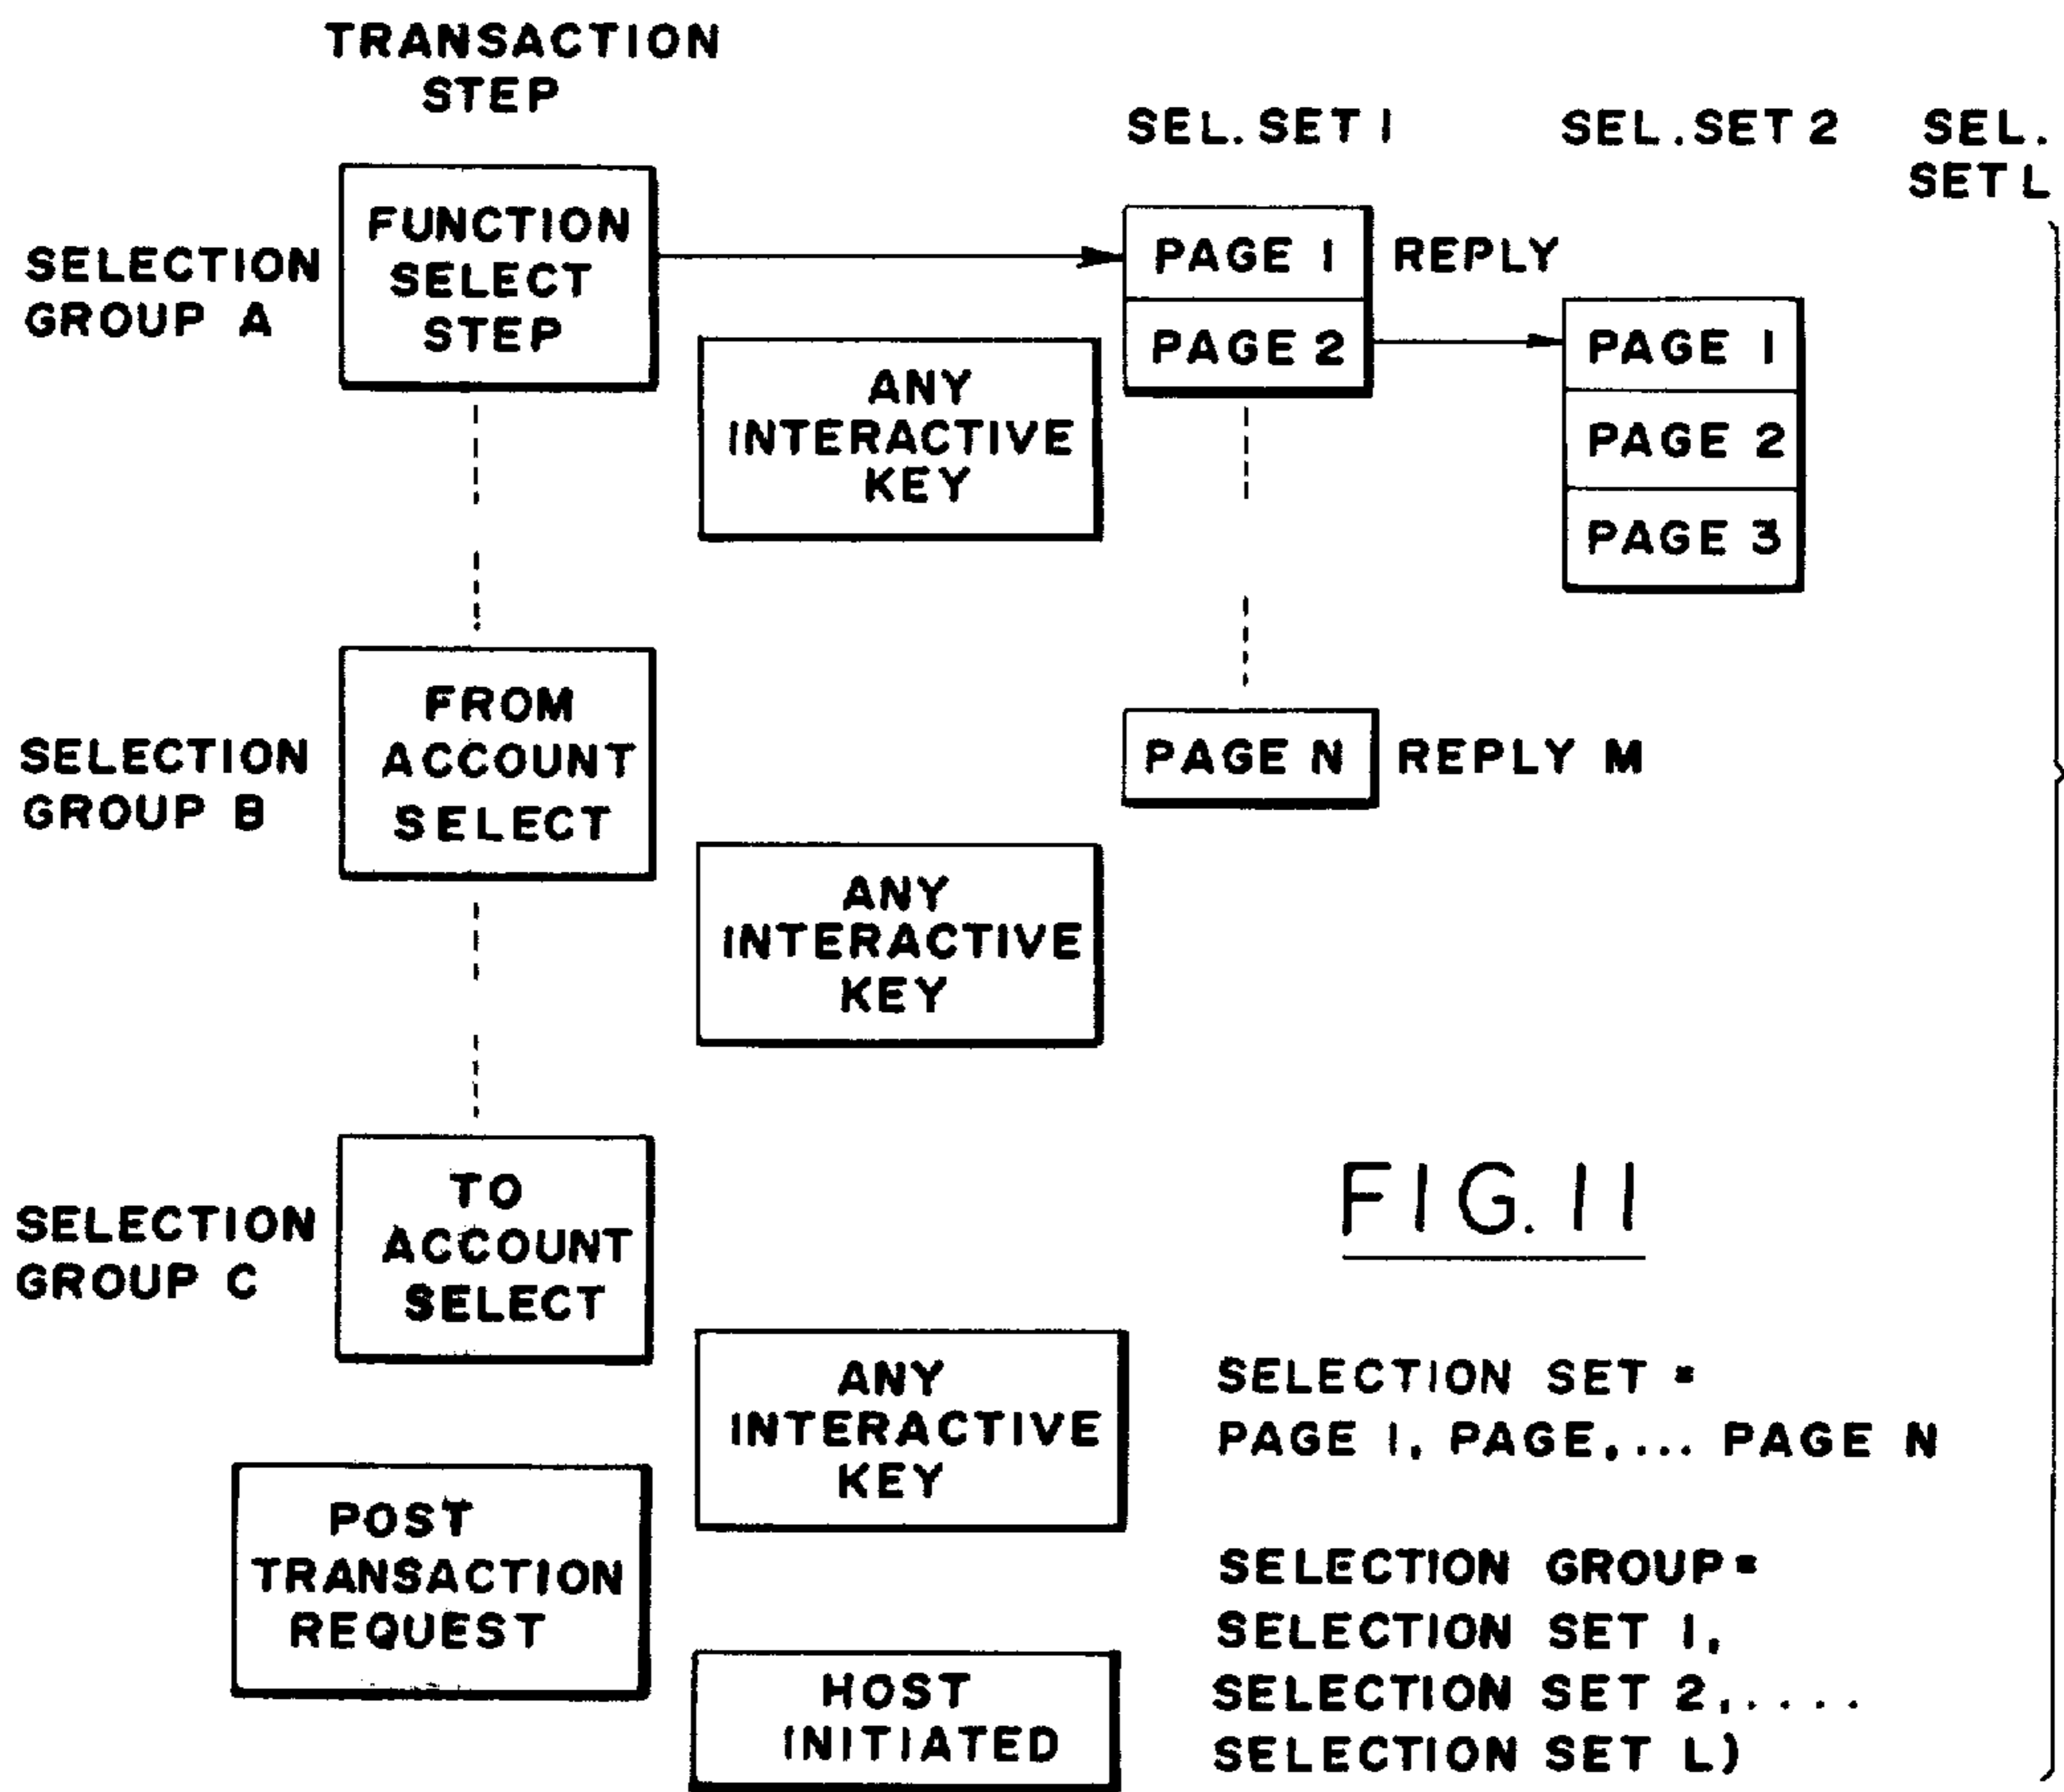 TRANSACTION
STEP
SEL. SET 1
SEL. SET 2
SEL.
SET L
SELECTION
GROUP A
FUNCTION
SELECT
STEP
PAGE 1
REPLY
PAGE 2
PAGE 1
PAGE 2
PAGE 3
ANY
INTERACTIVE
KEY
SELECTION
GROUP B
FROM
ACCOUNT
SELECT
PAGE N
REPLY M
ANY
INTERACTIVE
KEY
SELECTION
GROUP C
TO
ACCOUNT
SELECT
FIG. 11
ANY
INTERACTIVE
KEY
SELECTION SET =
PAGE 1, PAGE,... PAGE N
POST
TRANSACTION
REQUEST
SELECTION GROUP=
SELECTION SET 1,
SELECTION SET 2,....
SELECTION SET L)
HOST
INITIATED